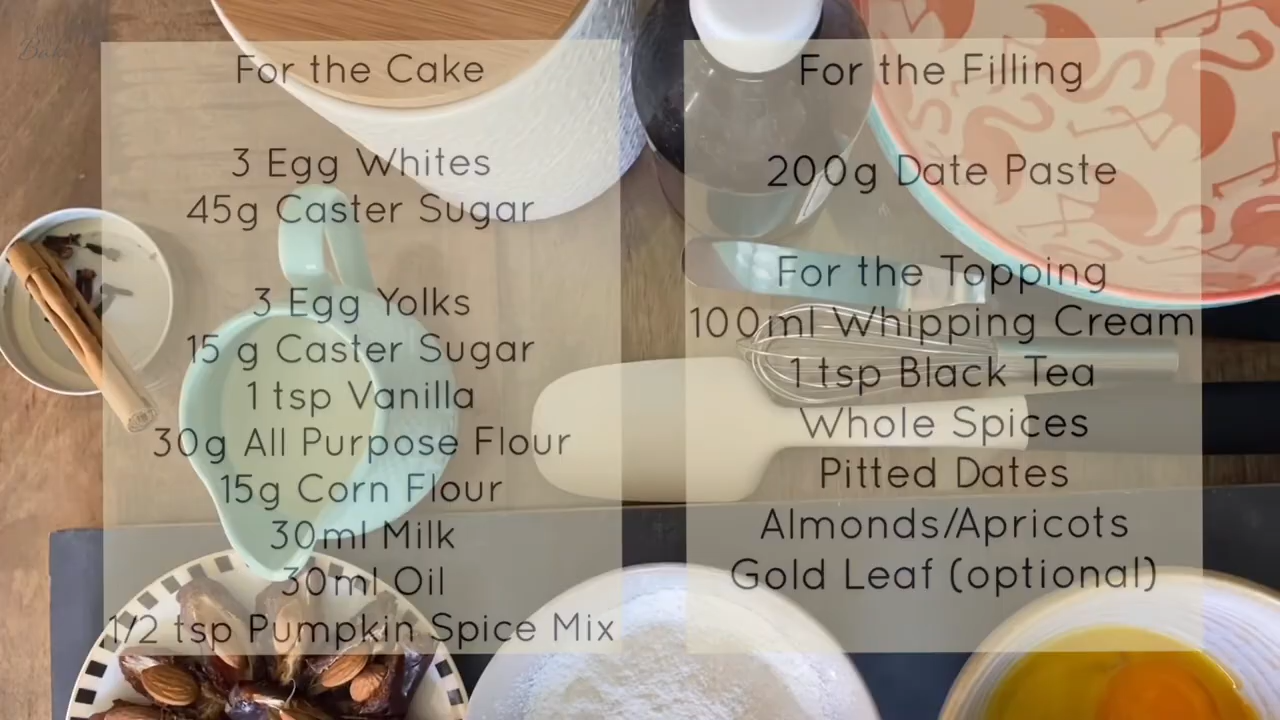 For the Cake
3 Egg Whites
45g Caster Sugar
3 Egg Yolks
15 g Caster Sugar
1 tsp Vanilla
30g All Purpose Flour
15g Corn Flour
30ml Milk
30ml Oil
1/2 tsp Pumpkin Spice Mix
For the Filling
200g Date Paste
For the Topping
100ml Whipping Cream
1 tsp Black Tea
Whole Spices
Pitted Dates
Almonds/Apricots
Gold Leaf (optional)